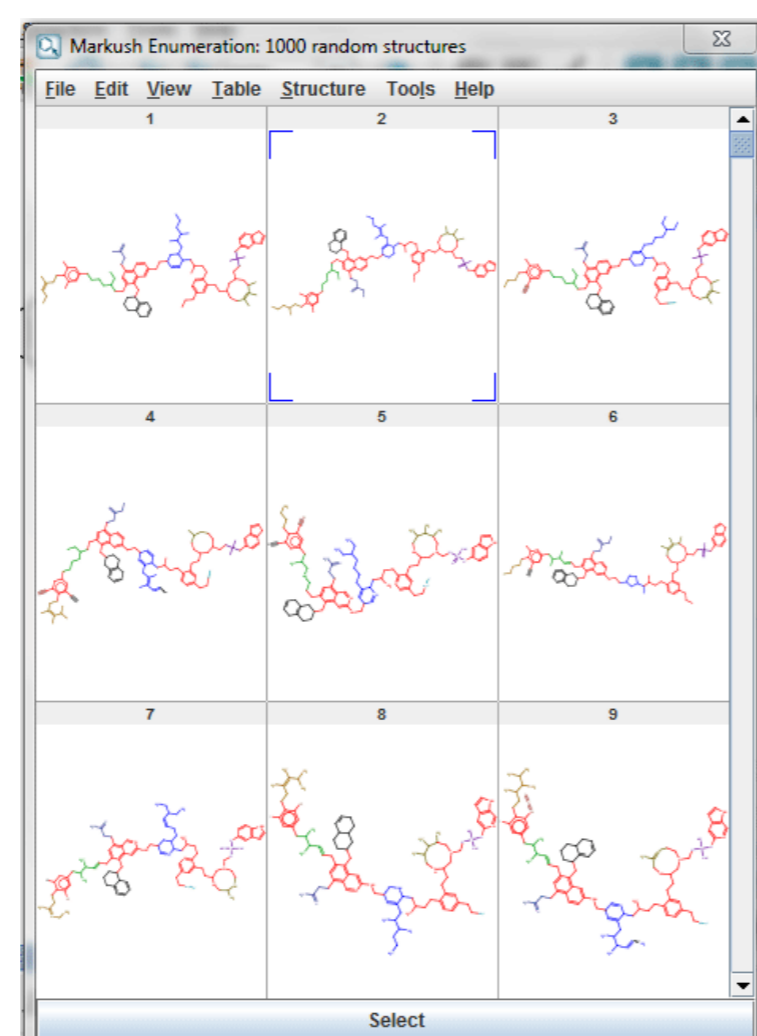 Markush Enumeration: 1000 random structures
File Edit View Table Structure Tools Help
1 2 3
4 5 6
7 8 9
Select